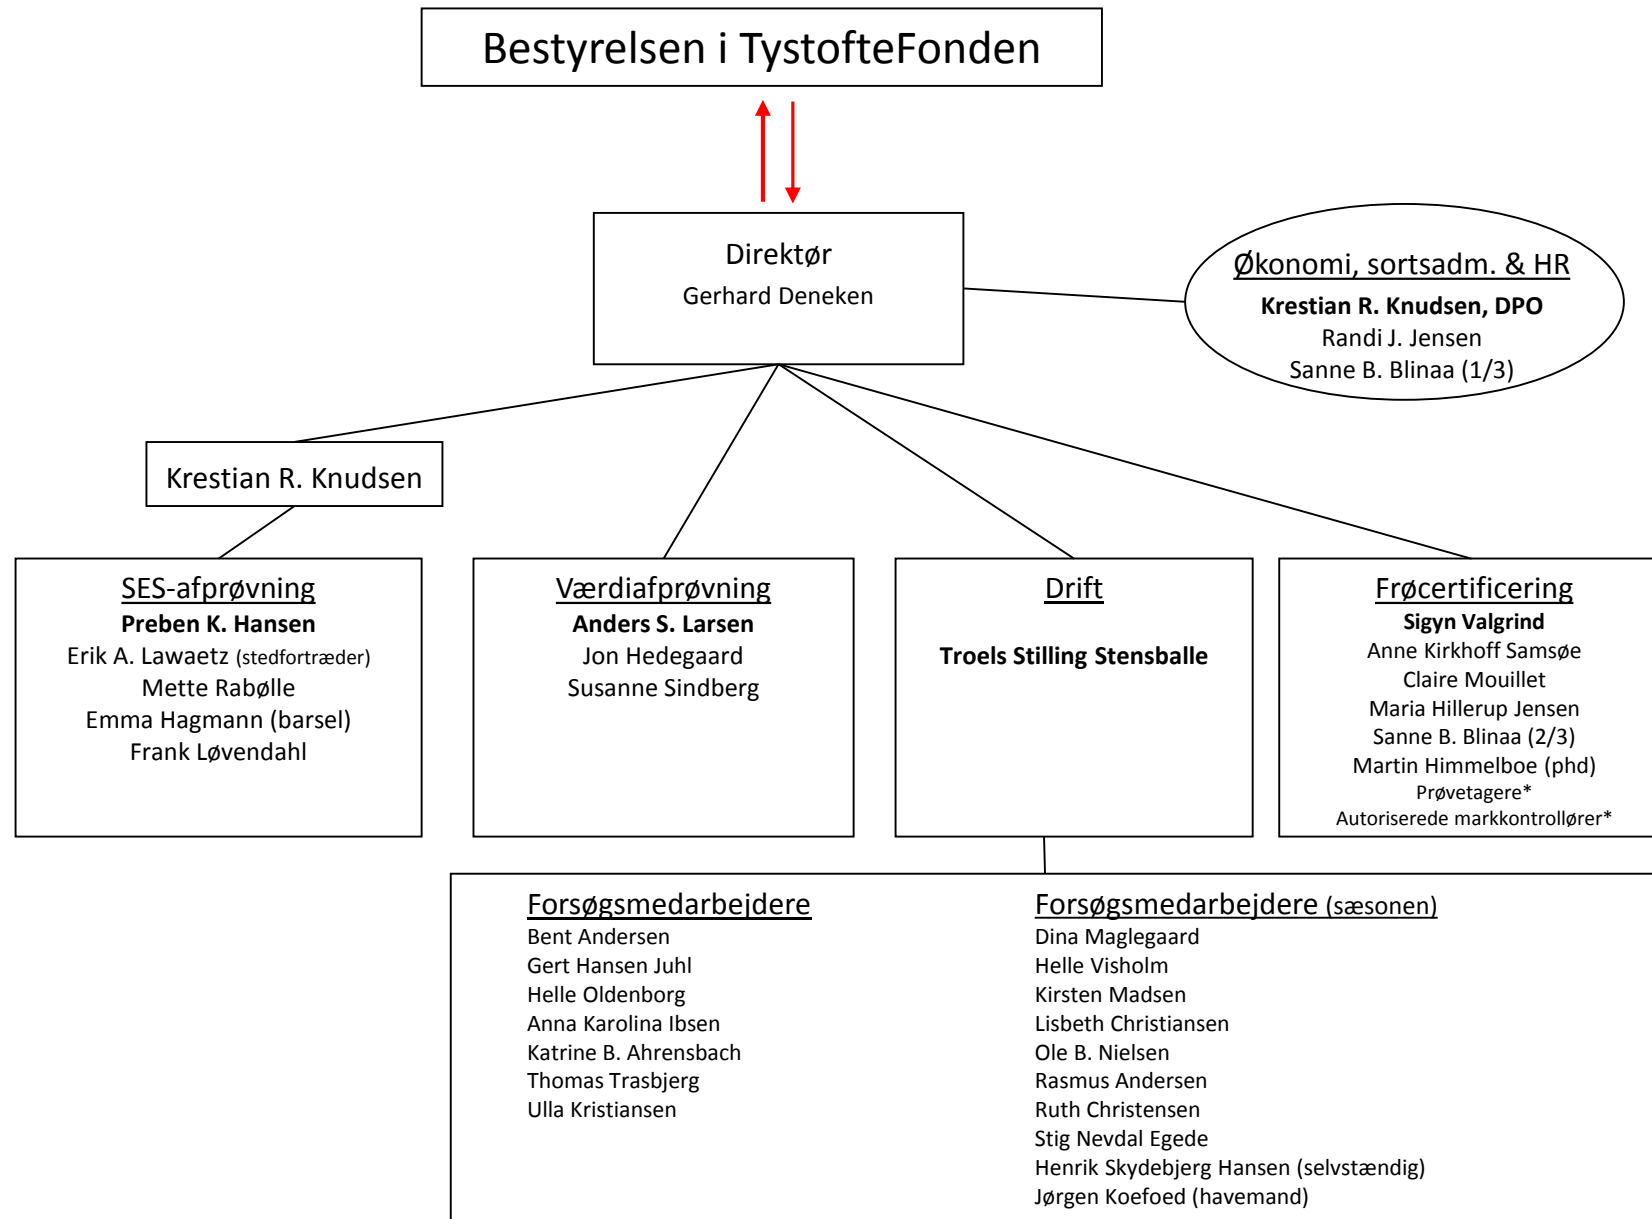 Bestyrelsen i TystofteFonden
Direktør
Gerhard Deneken
Økonomi, sortsadm. & HR
Krestian R. Knudsen, DPO
Randi J. Jensen
Sanne B. Blinaa (1/3)
Krestian R. Knudsen
SES-afprøvning
Preben K. Hansen
Erik A. Lawaetz (stedfortræder)
Mette Rabølle
Emma Hagmann (barsel)
Frank Løvendahl
Værdiafprøvning
Anders S. Larsen
Jon Hedegaard
Susanne Sindberg
Drift
Troels Stilling Stensballe
Frøcertificering
Sigyn Valgrind
Anne Kirkhoff Samsøe
Claire Mouillet
Maria Hillerup Jensen
Sanne B. Blinaa (2/3)
Martin Himmelboe (phd)
Prøvetagere*
Autoriserede markkontrollører*
Forsøgsmedarbejdere
Bent Andersen
Gert Hansen Juhl
Helle Oldenborg
Anna Karolina Ibsen
Katrine B. Ahrensbach
Thomas Trasbjerg
Ulla Kristiansen
Forsøgsmedarbejdere (sæsonen)
Dina Maglegaard
Helle Visholm
Kirsten Madsen
Lisbeth Christiansen
Ole B. Nielsen
Rasmus Andersen
Ruth Christensen
Stig Nevdal Egede
Henrik Skydebjerg Hansen (selvstændig)
Jørgen Koefoed (havemand)